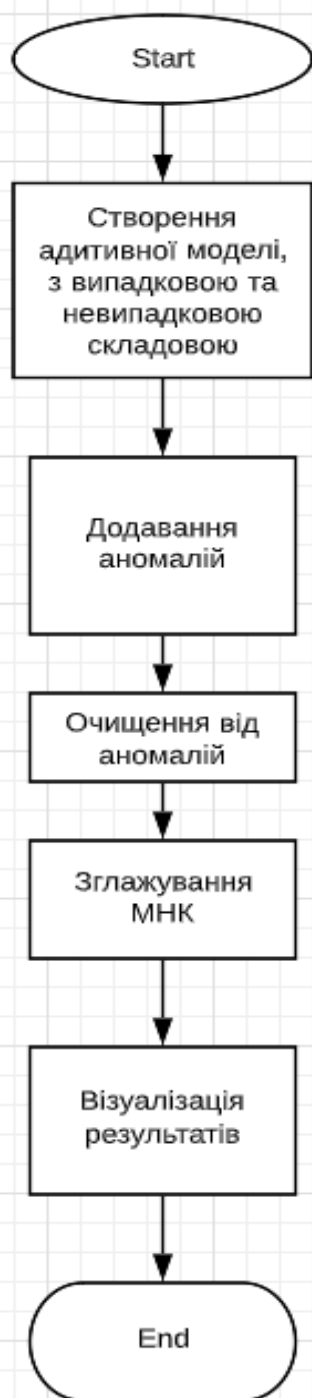 Start
Створення
адитивної моделі,
з випадковою та
невипадковою
складовою
Додавання
аномалій
Очищення від
аномалій
Зглажування
МНК
Візуалізація
результатів
End